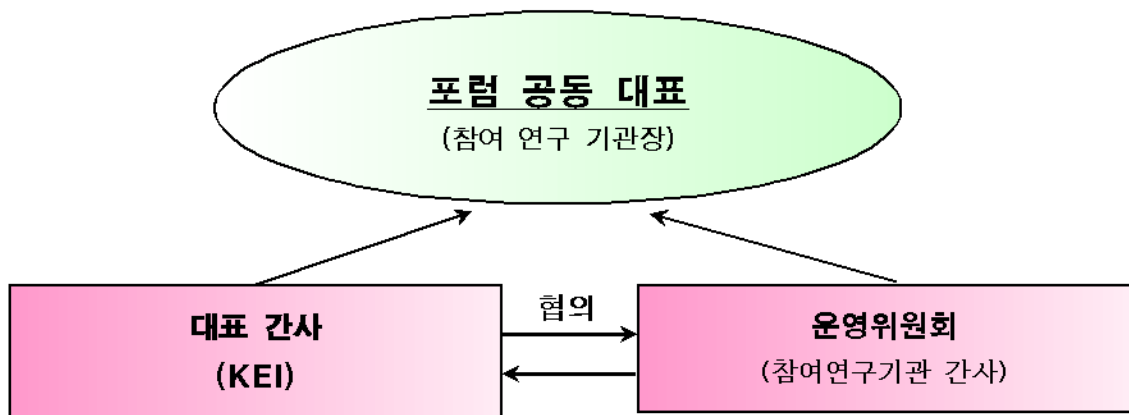 포럼 공동 대표
(참여 연구 기관장)
대표 간사
(KEI)
협의
운영위원회
(참여연구기관 간사)